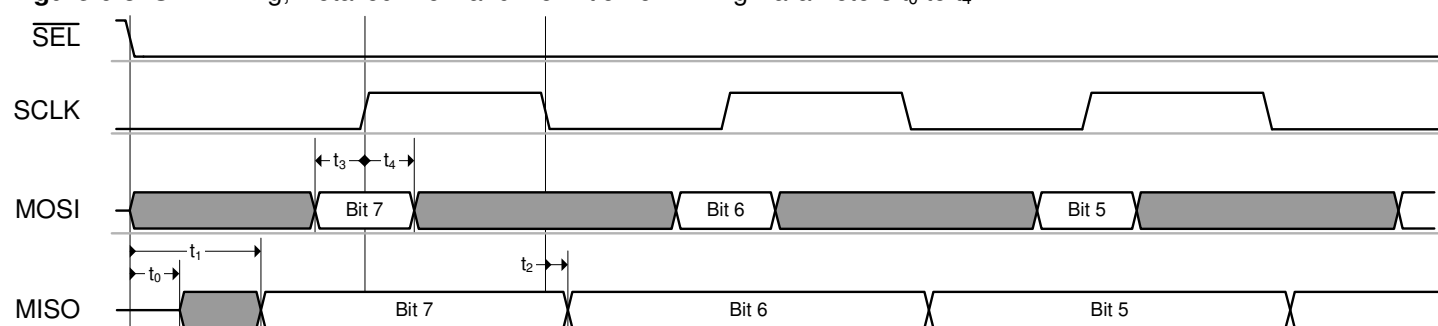 SEL
SCLK
t3 t4
MOSI Bit 7 Bit 6 Bit 5
t1
t0 t2
MISO Bit 7 Bit 6 Bit 5